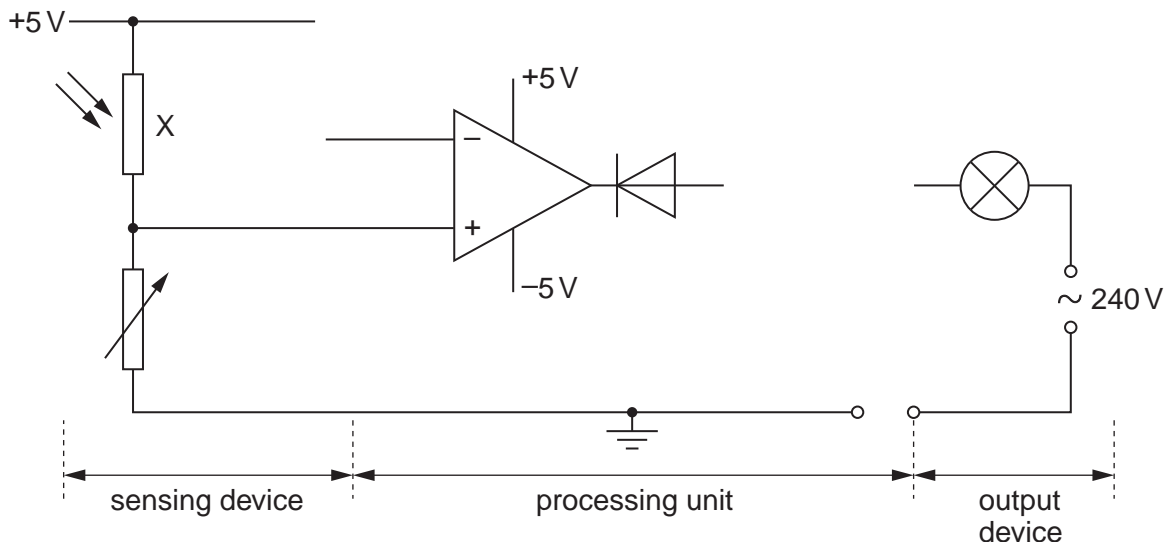 +5 V
X
+5 V
–
+
–5 V
~ 240 V
sensing device
processing unit
output
device